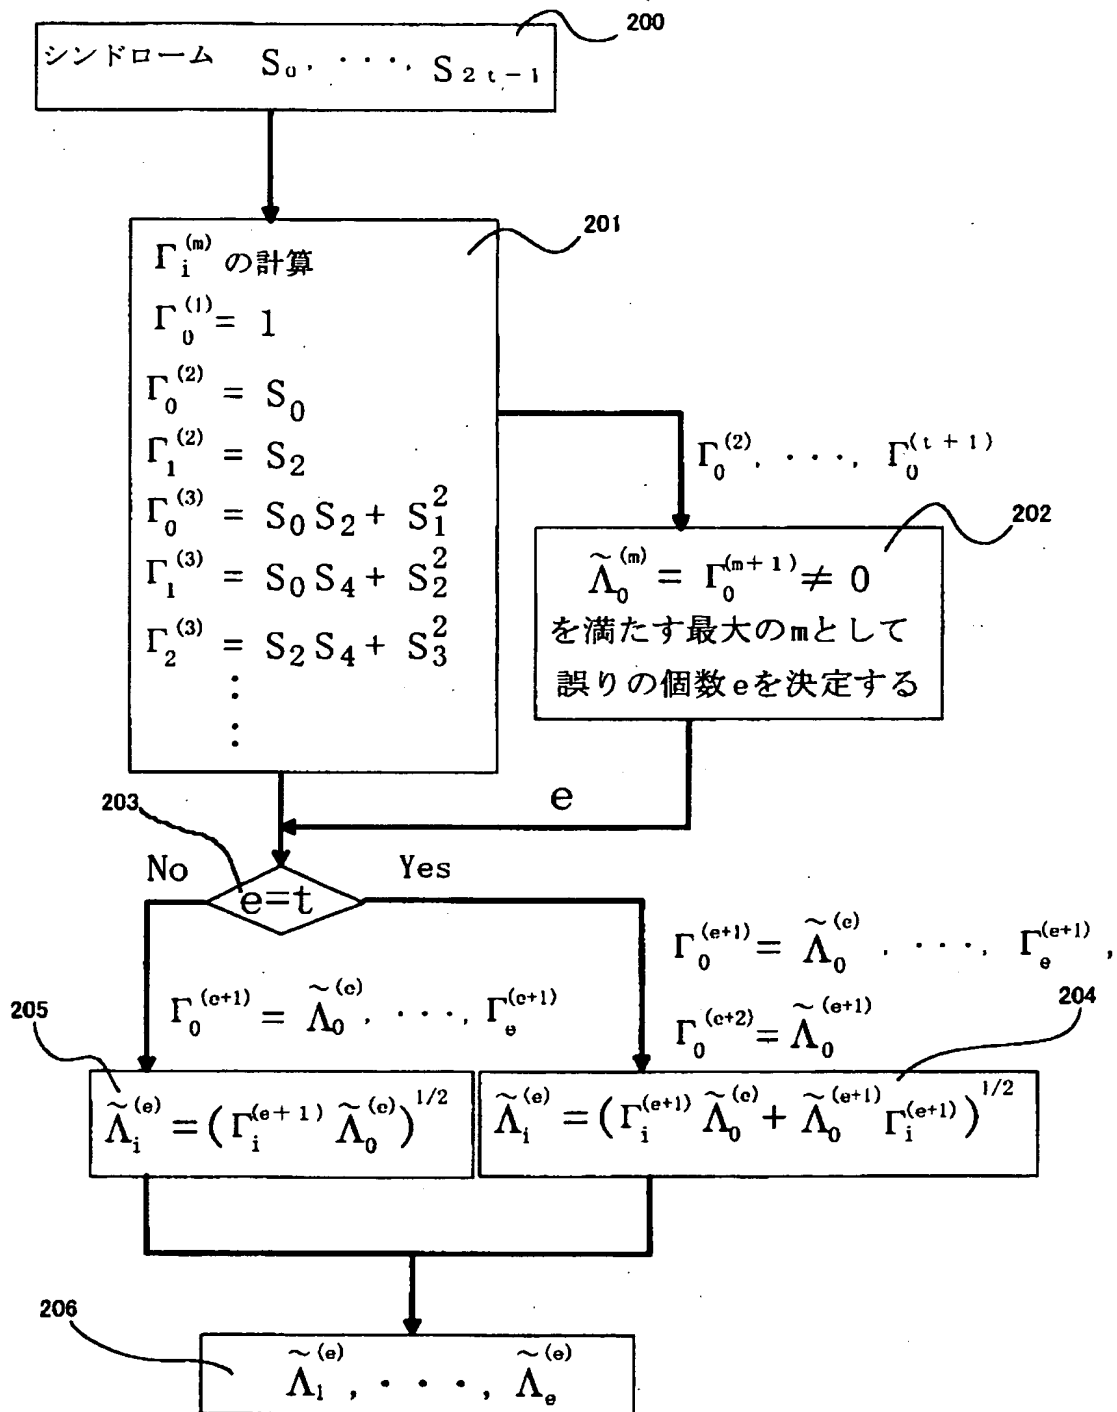 200
シンドローム S₀, ···, S₂ₜ₋₁
201
Γᵢ⁽ᵐ⁾ の計算
Γ₀⁽¹⁾ = 1
Γ₀⁽²⁾ = S₀
Γ₁⁽²⁾ = S₂
Γ₀⁽³⁾ = S₀S₂ + S₁²
Γ₁⁽³⁾ = S₀S₄ + S₂²
Γ₂⁽³⁾ = S₂S₄ + S₃²
Γ₀⁽²⁾, ···, Γ₀⁽ᵗ⁺¹⁾
202
Λ̃₀⁽ᵐ⁾ = Γ₀⁽ᵐ⁺¹⁾ ≠ 0
を満たす最大のmとして
誤りの個数eを決定する
e
203
No
Yes
e=t
Γ₀⁽ᵉ⁺¹⁾ = Λ̃₀⁽ᵉ⁾, ···, Γₑ⁽ᵉ⁺¹⁾,
Γ₀⁽ᵉ⁺²⁾ = Λ̃₀⁽ᵉ⁺¹⁾
204
Γ₀⁽ᵉ⁺¹⁾ = Λ̃₀⁽ᵉ⁾, ···, Γₑ⁽ᵉ⁺¹⁾
205
Λ̃ᵢ⁽ᵉ⁾ = (Γᵢ⁽ᵉ⁺¹⁾ Λ̃₀⁽ᵉ⁾)¹/²
Λ̃ᵢ⁽ᵉ⁾ = (Γᵢ⁽ᵉ⁺¹⁾ Λ̃₀⁽ᵉ⁾ + Λ̃₀⁽ᵉ⁺¹⁾ Γᵢ⁽ᵉ⁺¹⁾)¹/²
206
Λ̃₁⁽ᵉ⁾, ···, Λ̃ₑ⁽ᵉ⁾